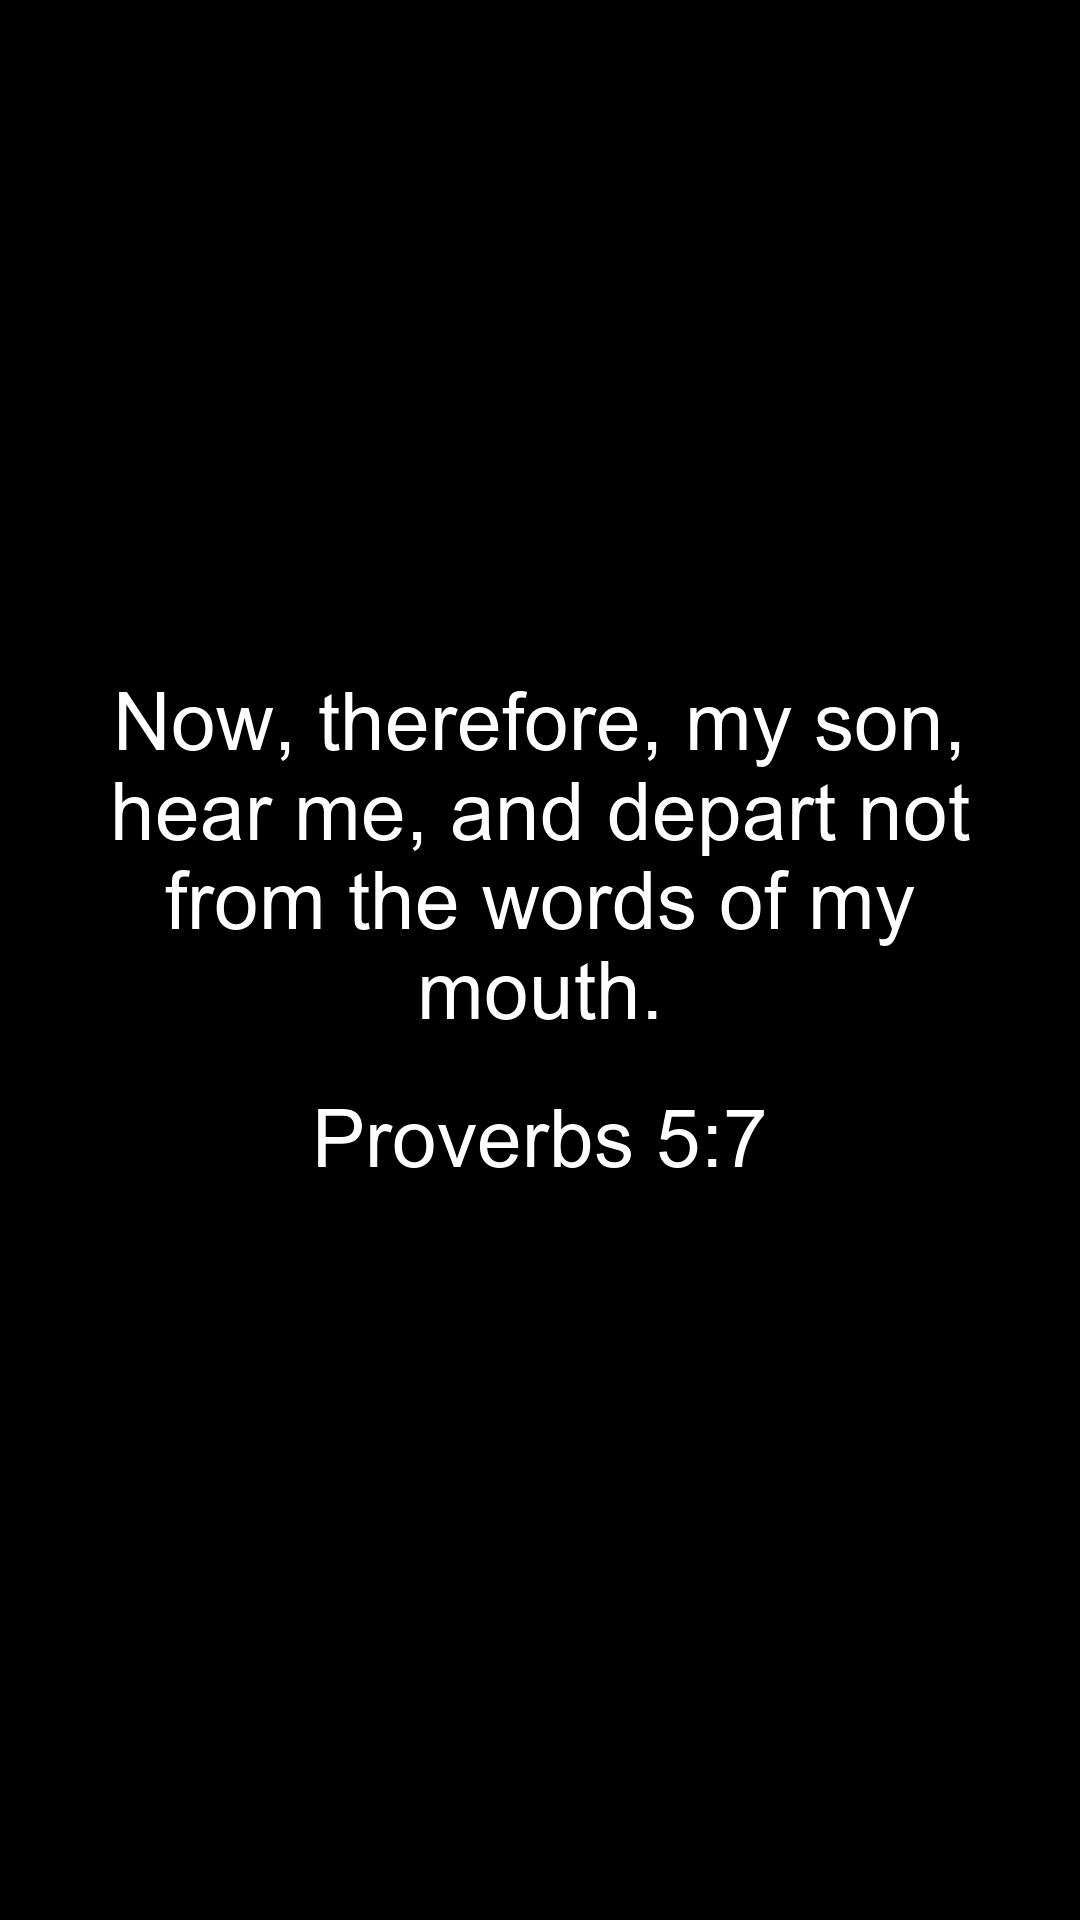 Now, therefore, my son,
hear me, and depart not
from the words of my
mouth.
Proverbs 5:7